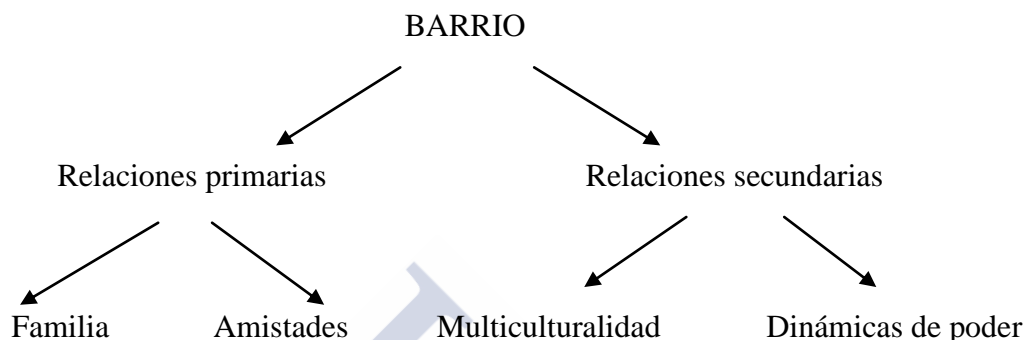 BARRIO
Relaciones primarias Relaciones secundarias
Familia Amistades Multiculturalidad Dinámicas de poder